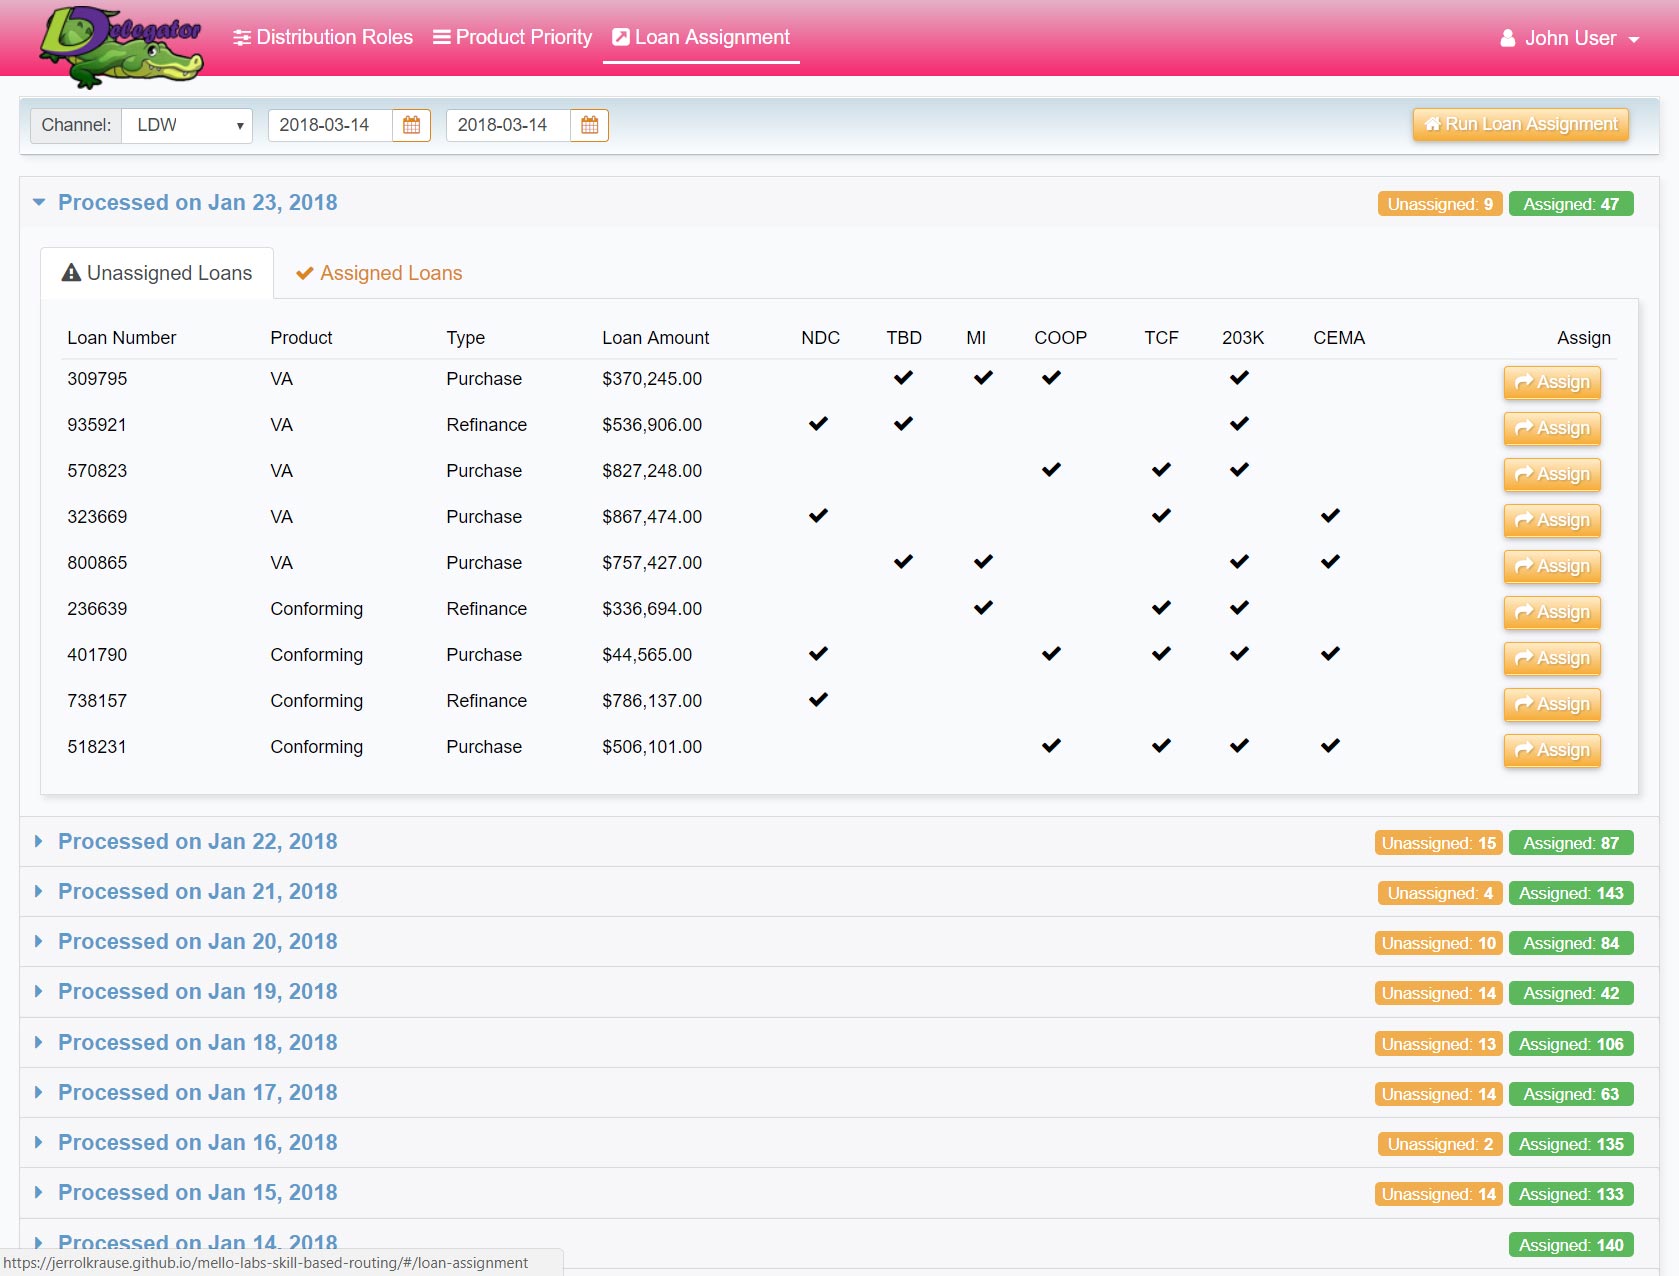 Delegator
Distribution Roles Product Priority Loan Assignment John User
Channel: LDW 2018-03-14 2018-03-14 Run Loan Assignment
Processed on Jan 23, 2018 Unassigned: 9 Assigned: 47
Unassigned Loans Assigned Loans
Loan Number Product Type Loan Amount NDC TBD MI COOP TCF 203K CEMA Assign
309795 VA Purchase $370,245.00 Assign
935921 VA Refinance $536,906.00 Assign
570823 VA Purchase $827,248.00 Assign
323669 VA Purchase $867,474.00 Assign
800865 VA Purchase $757,427.00 Assign
236639 Conforming Refinance $336,694.00 Assign
401790 Conforming Purchase $44,565.00 Assign
738157 Conforming Refinance $786,137.00 Assign
518231 Conforming Purchase $506,101.00 Assign
Processed on Jan 22, 2018 Unassigned: 15 Assigned: 87
Processed on Jan 21, 2018 Unassigned: 4 Assigned: 143
Processed on Jan 20, 2018 Unassigned: 10 Assigned: 84
Processed on Jan 19, 2018 Unassigned: 14 Assigned: 42
Processed on Jan 18, 2018 Unassigned: 13 Assigned: 106
Processed on Jan 17, 2018 Unassigned: 14 Assigned: 63
Processed on Jan 16, 2018 Unassigned: 2 Assigned: 135
Processed on Jan 15, 2018 Unassigned: 14 Assigned: 133
Processed on Jan 14, 2018 Assigned: 140
https://jerrolkrause.github.io/mello-labs-skill-based-routing/#/loan-assignment